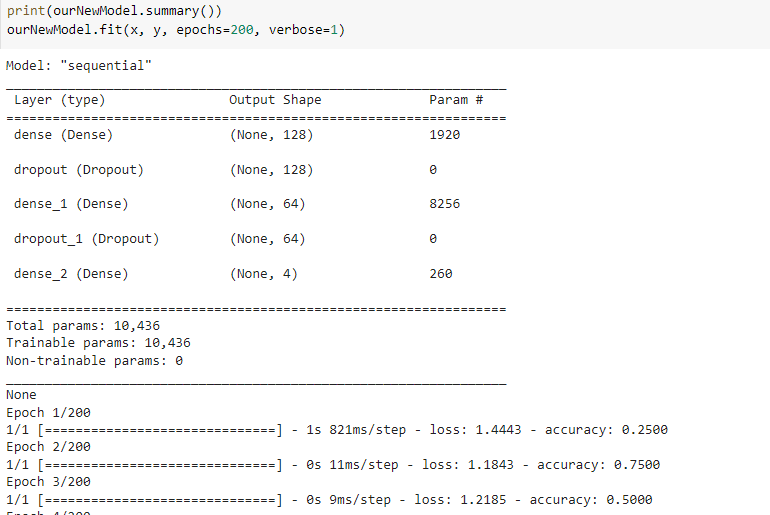 print(ourNewModel.summary())
ourNewModel.fit(x, y, epochs=200, verbose=1)
Model: "sequential"
_________________________________________________________________
Layer (type) Output Shape Param #
=================================================================
dense (Dense) (None, 128) 1920
dropout (Dropout) (None, 128) 0
dense_1 (Dense) (None, 64) 8256
dropout_1 (Dropout) (None, 64) 0
dense_2 (Dense) (None, 4) 260
=================================================================
Total params: 10,436
Trainable params: 10,436
Non-trainable params: 0
_________________________________________________________________
None
Epoch 1/200
1/1 [==============================] - 1s 821ms/step - loss: 1.4443 - accuracy: 0.2500
Epoch 2/200
1/1 [==============================] - 0s 11ms/step - loss: 1.1843 - accuracy: 0.7500
Epoch 3/200
1/1 [==============================] - 0s 9ms/step - loss: 1.2185 - accuracy: 0.5000
Epoch 4/200